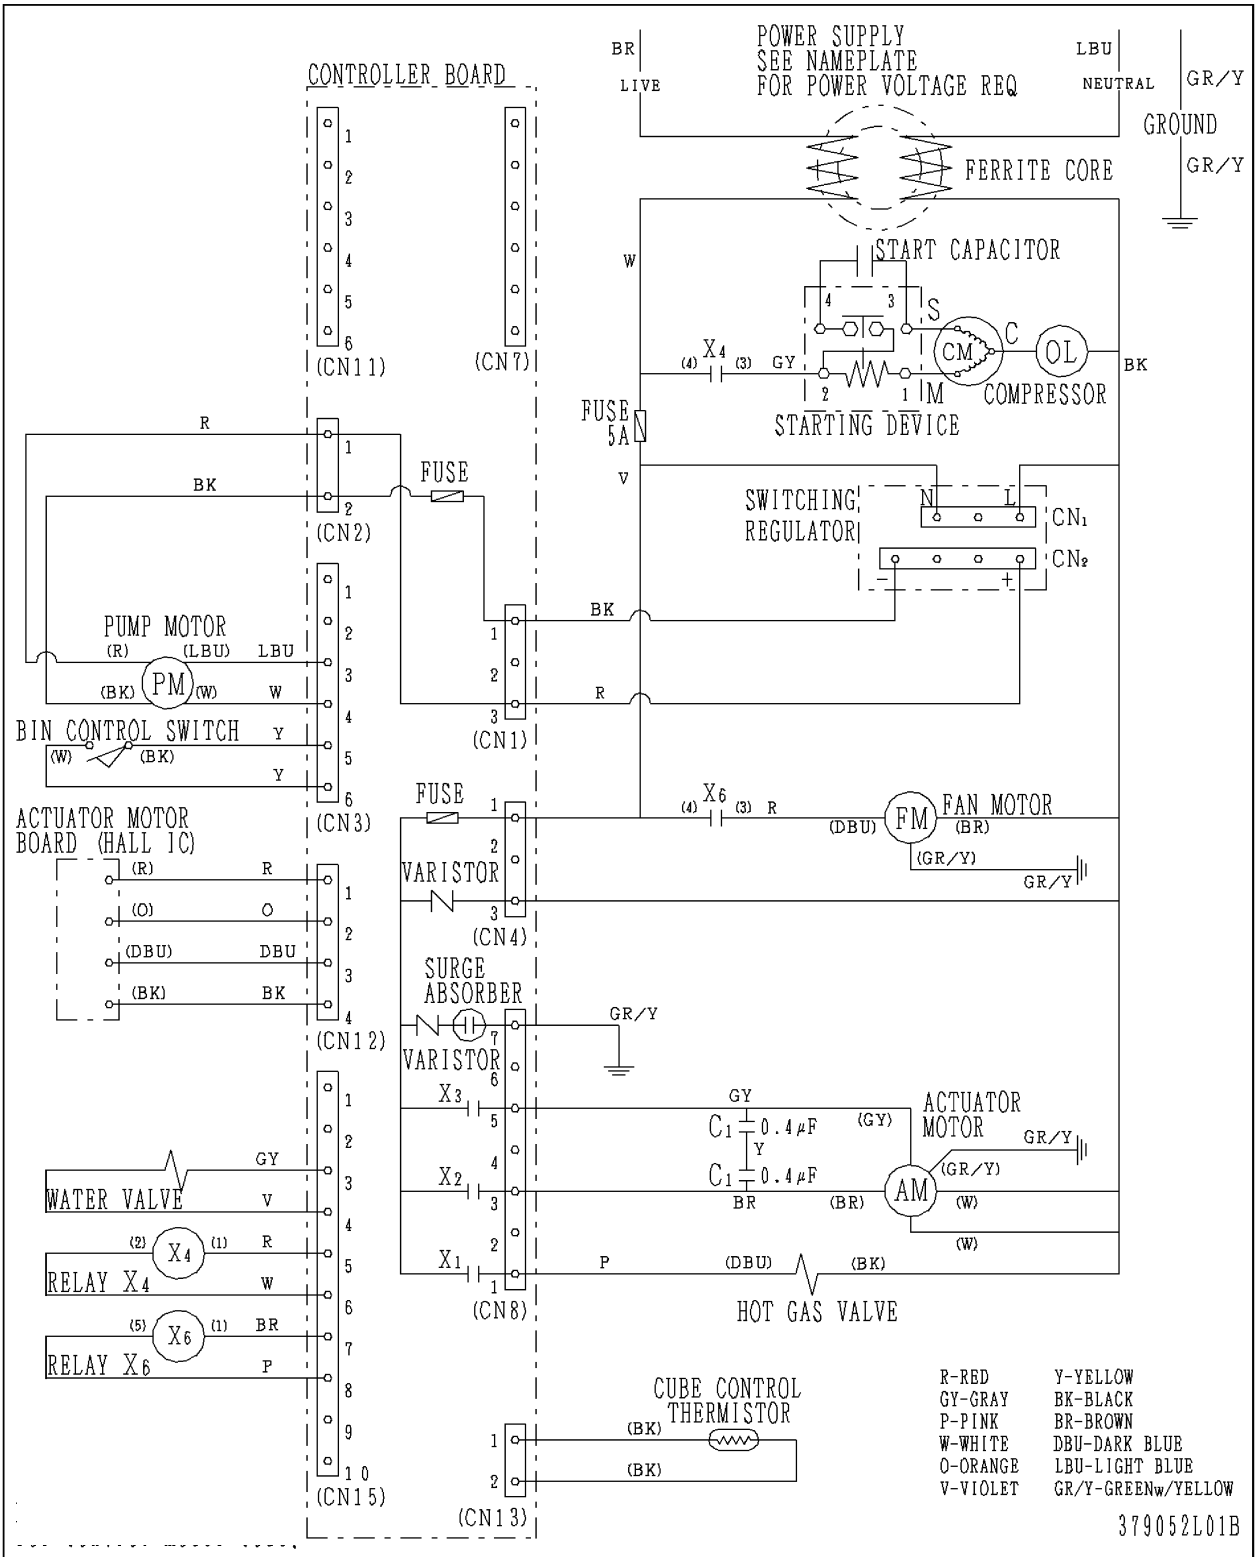 BR
LIVE
POWER SUPPLY
SEE NAMEPLATE
FOR POWER VOLTAGE REQ
LBU
NEUTRAL
GR/Y
GROUND
GR/Y
FERRITE CORE
CONTROLLER BOARD
1
2
3
4
5
6
(CN11)
(CN7)
W
START CAPACITOR
4
3
S
C
CM
OL
X4
(4)
(3)
GY
2
1
M
COMPRESSOR
BK
STARTING DEVICE
FUSE
5A
V
R
1
BK
2
(CN2)
FUSE
SWITCHING
REGULATOR
N
L
CN1
CN2
-
+
BK
R
1
2
3
(CN1)
1
2
3
4
5
6
(CN3)
PUMP MOTOR
(R)
(LBU)
LBU
PM
(BK)
(W)
W
BIN CONTROL SWITCH
Y
(W)
(BK)
Y
ACTUATOR MOTOR
BOARD (HALL IC)
(R)
R
(O)
O
(DBU)
DBU
(BK)
BK
1
2
3
4
(CN12)
FUSE
1
2
VARISTOR
3
(CN4)
X6
(4)
(3)
R
(DBU)
FM
FAN MOTOR
(BR)
(GR/Y)
GR/Y
SURGE
ABSORBER
GR/Y
VARISTOR
7
6
X3
5
4
X2
3
2
X1
1
(CN8)
GY
C1
0.4µF
Y
C1
0.4µF
BR
(GY)
(BR)
ACTUATOR
MOTOR
GR/Y
(GR/Y)
AM
(W)
(W)
P
(DBU)
(BK)
HOT GAS VALVE
1
2
3
4
5
6
7
8
9
10
(CN15)
GY
WATER VALVE
V
(2)
X4
(1)
R
RELAY X4
W
(5)
X6
(1)
BR
RELAY X6
P
CUBE CONTROL
THERMISTOR
1
(BK)
2
(BK)
(CN13)
R-RED Y-YELLOW
GY-GRAY BK-BLACK
P-PINK BR-BROWN
W-WHITE DBU-DARK BLUE
O-ORANGE LBU-LIGHT BLUE
V-VIOLET GR/Y-GREENw/YELLOW
379052L01B